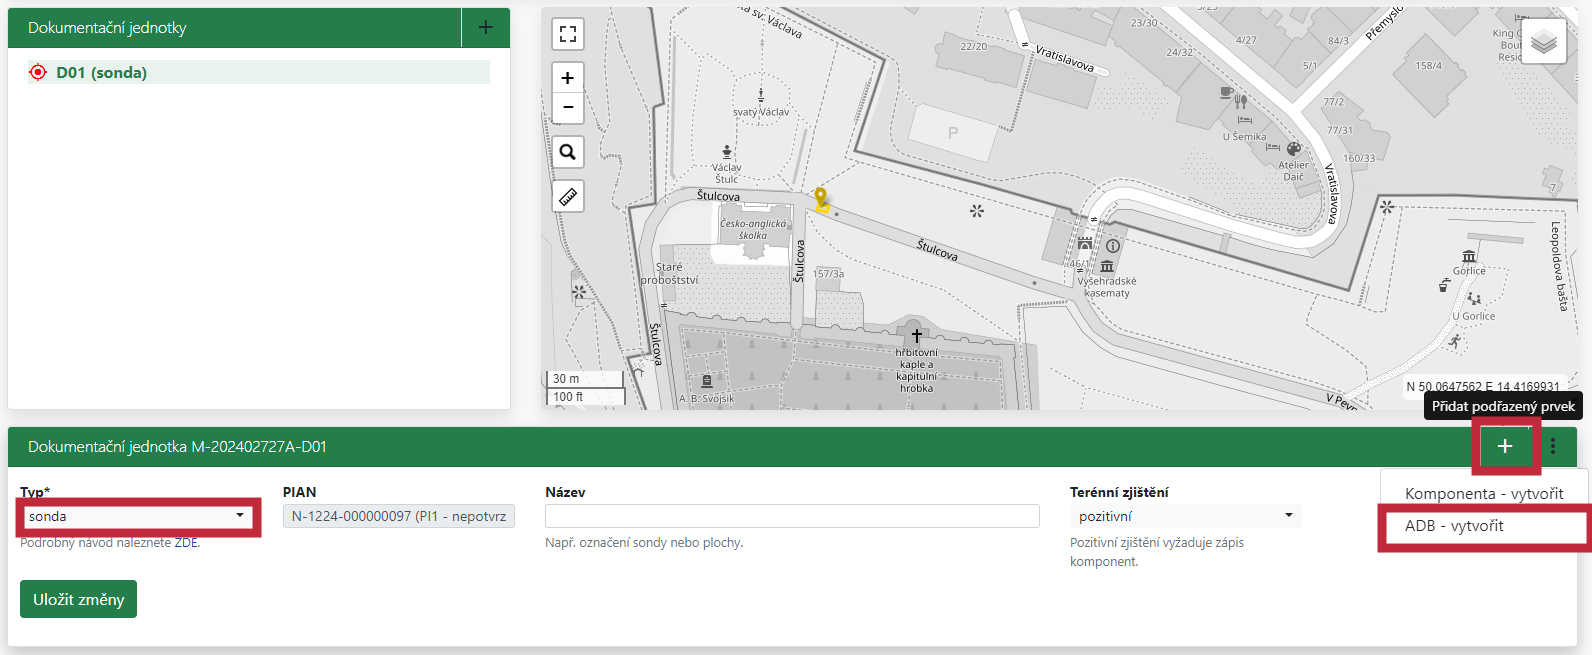 Dokumentační jednotky
D01 (sonda)
+
−
ta sv. Václava
svatý Václav
Václav
Štulc
Štulcova
Česko-anglická
školka
Staré
proboštství
Štulcova
157/3a
Štulcova
Štulcova
hřbitovní
kaple a
kapitulní
hrobka
A. B. Svojsík
22/20
Vratislavova
23/30
24/32
4/27
84/3
5/1
Přemyslo
158/4
77/2
77/31
U Šemíka
Atelier
Daič
160/33
Vratislavova
P
7
46/1
Vyšehradské
kasematy
Gorlice
U Gorlice
Leopoldova bašta
30 m
100 ft
N 50.0647562 E 14.4169931
Přidat podřazený prvek
Dokumentační jednotka M-202402727A-D01
+
Komponenta - vytvořit
ADB - vytvořit
Typ*
sonda
Podrobný návod naleznete ZDE.
PIAN
N-1224-000000097 (PI1 - nepotvrz
Název
Např. označení sondy nebo plochy.
Terénní zjištění
pozitivní
Pozitivní zjištění vyžaduje zápis
komponent.
Uložit změny